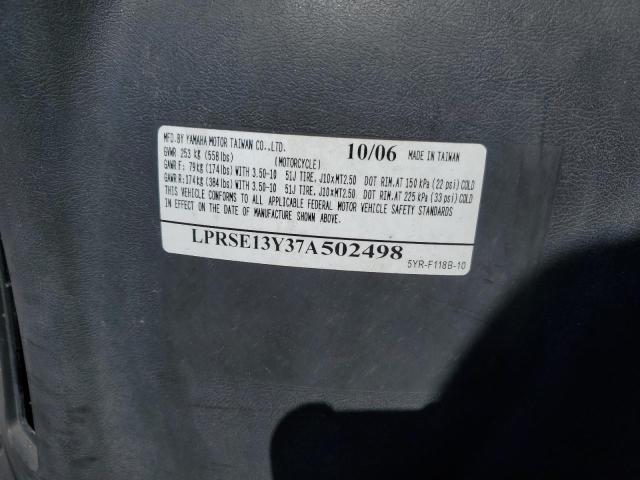 MFD.BY YAMAHA MOTOR TAIWAN CO.,LTD. 10/06 MADE IN TAIWAN
GVWR 253 kg (558 lbs) (MOTORCYCLE)
GAWR F: 79 kg (174 lbs) WITH 3.50-10 51J TIRE, J10xMT2.50 DOT RIM, AT 150 kPa (22 psi) COLD
GAWR R: 174 kg (384 lbs) WITH 3.50-10 51J TIRE, J10xMT2.50 DOT RIM, AT 225 kPa (33 psi) COLD
THIS VEHICLE CONFORMS TO ALL APPLICABLE FEDERAL MOTOR VEHICLE SAFETY STANDARDS
IN EFFECT ON THE DATE OF MANUFACTURE SHOWN ABOVE.
LPRSE13Y37A502498
5YR-F118B-10